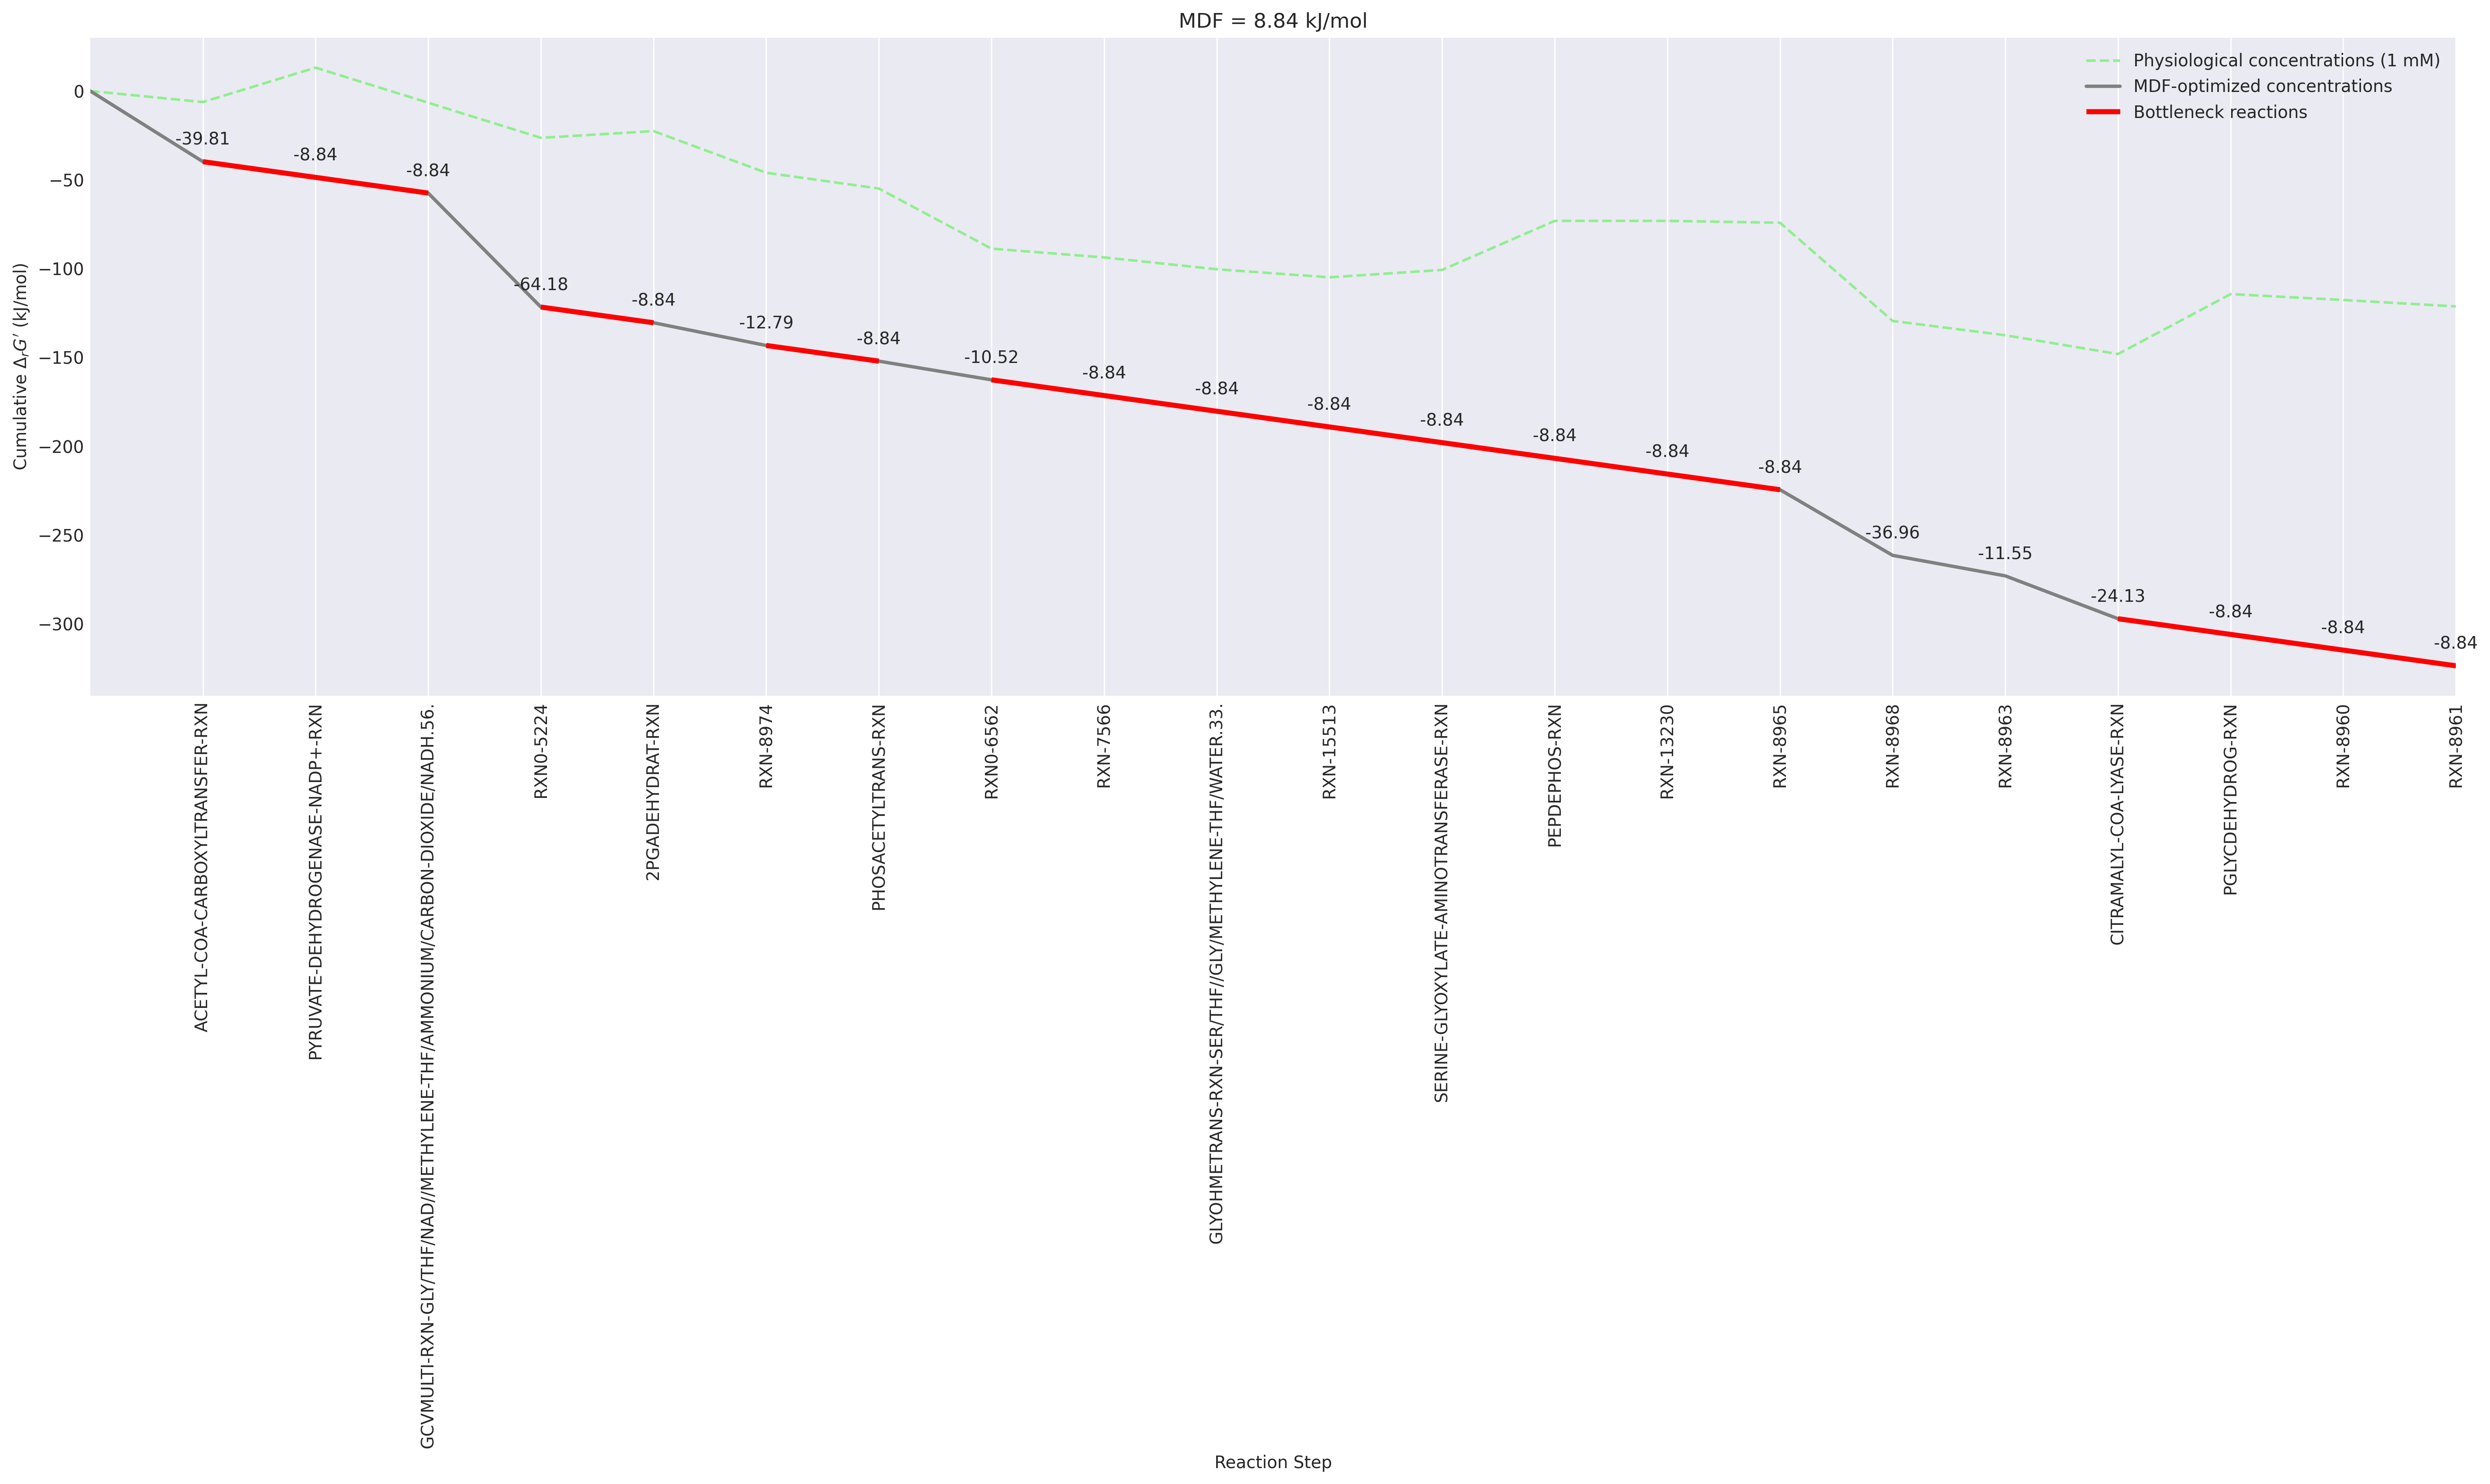 MDF = 8.84 kJ/mol
Physiological concentrations (1 mM)
MDF-optimized concentrations
Bottleneck reactions
Cumulative ΔrG′ (kJ/mol)
0
−50
−100
−150
−200
−250
−300
-39.81
-8.84
-8.84
-64.18
-8.84
-12.79
-8.84
-10.52
-8.84
-8.84
-8.84
-8.84
-8.84
-8.84
-8.84
-36.96
-11.55
-24.13
-8.84
-8.84
-8.84
ACETYL-COA-CARBOXYLTRANSFER-RXN
PYRUVATE-DEHYDROGENASE-NADP+-RXN
GCVMULTI-RXN-GLY/THF/NAD//METHYLENE-THF/AMMONIUM/CARBON-DIOXIDE/NADH.56.
RXN0-5224
2PGADEHYDRAT-RXN
RXN-8974
PHOSACETYLTRANS-RXN
RXN0-6562
RXN-7566
GLYOHMETRANS-RXN-SER/THF//GLY/METHYLENE-THF/WATER.33.
RXN-15513
SERINE-GLYOXYLATE-AMINOTRANSFERASE-RXN
PEPDEPHOS-RXN
RXN-13230
RXN-8965
RXN-8968
RXN-8963
CITRAMALYL-COA-LYASE-RXN
PGLYCDEHYDROG-RXN
RXN-8960
RXN-8961
Reaction Step